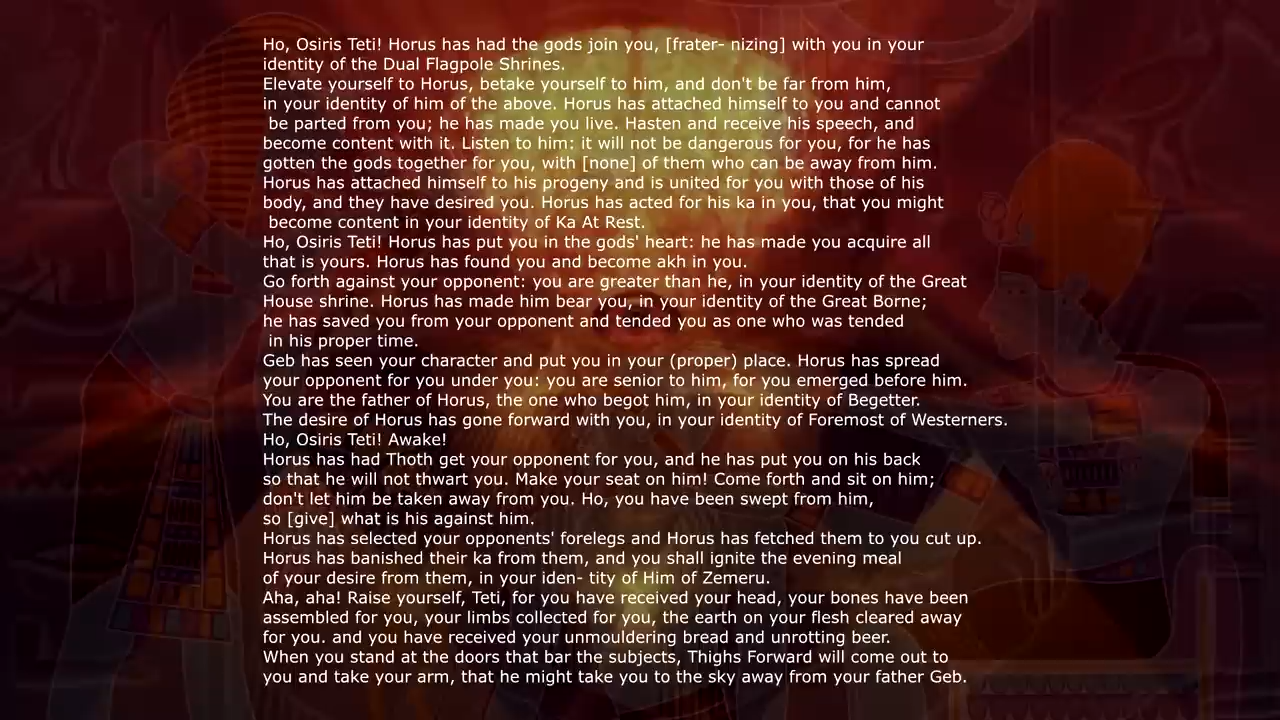 Ho, Osiris Teti! Horus has had the gods join you, [frater- nizing] with you in your
identity of the Dual Flagpole Shrines.
Elevate yourself to Horus, betake yourself to him, and don't be far from him,
in your identity of him of the above. Horus has attached himself to you and cannot
be parted from you; he has made you live. Hasten and receive his speech, and
become content with it. Listen to him: it will not be dangerous for you, for he has
gotten the gods together for you, with [none] of them who can be away from him.
Horus has attached himself to his progeny and is united for you with those of his
body, and they have desired you. Horus has acted for his ka in you, that you might
become content in your identity of Ka At Rest.
Ho, Osiris Teti! Horus has put you in the gods' heart: he has made you acquire all
that is yours. Horus has found you and become akh in you.
Go forth against your opponent: you are greater than he, in your identity of the Great
House shrine. Horus has made him bear you, in your identity of the Great Borne;
he has saved you from your opponent and tended you as one who was tended
in his proper time.
Geb has seen your character and put you in your (proper) place. Horus has spread
your opponent for you under you: you are senior to him, for you emerged before him.
You are the father of Horus, the one who begot him, in your identity of Begetter.
The desire of Horus has gone forward with you, in your identity of Foremost of Westerners.
Ho, Osiris Teti! Awake!
Horus has had Thoth get your opponent for you, and he has put you on his back
so that he will not thwart you. Make your seat on him! Come forth and sit on him;
don't let him be taken away from you. Ho, you have been swept from him,
so [give] what is his against him.
Horus has selected your opponents' forelegs and Horus has fetched them to you cut up.
Horus has banished their ka from them, and you shall ignite the evening meal
of your desire from them, in your iden- tity of Him of Zemeru.
Aha, aha! Raise yourself, Teti, for you have received your head, your bones have been
assembled for you, your limbs collected for you, the earth on your flesh cleared away
for you. and you have received your unmouldering bread and unrotting beer.
When you stand at the doors that bar the subjects, Thighs Forward will come out to
you and take your arm, that he might take you to the sky away from your father Geb.